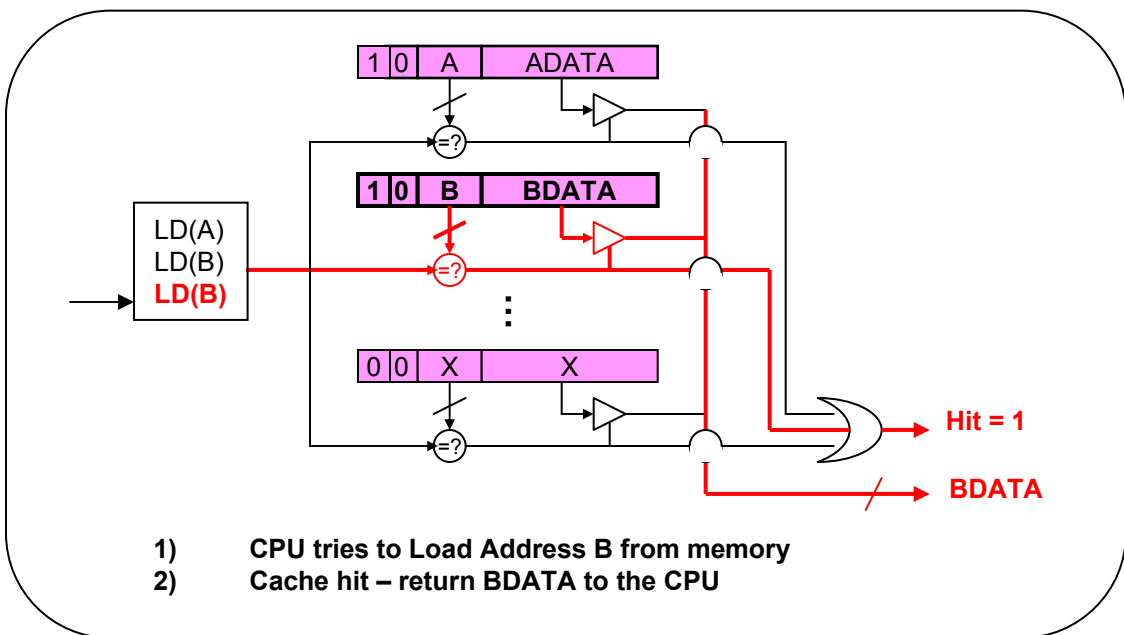 1 0 A ADATA
=?
1 0 B BDATA
LD(A)
LD(B)
LD(B)
=?
⋮
0 0 X X
=?
Hit = 1
BDATA
1) CPU tries to Load Address B from memory
2) Cache hit – return BDATA to the CPU